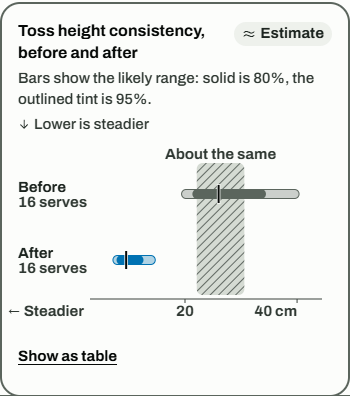 Toss height consistency,
before and after
≈ Estimate
Bars show the likely range: solid is 80%, the
outlined tint is 95%.
↓ Lower is steadier
About the same
Before
16 serves
After
16 serves
← Steadier 20 40 cm
Show as table